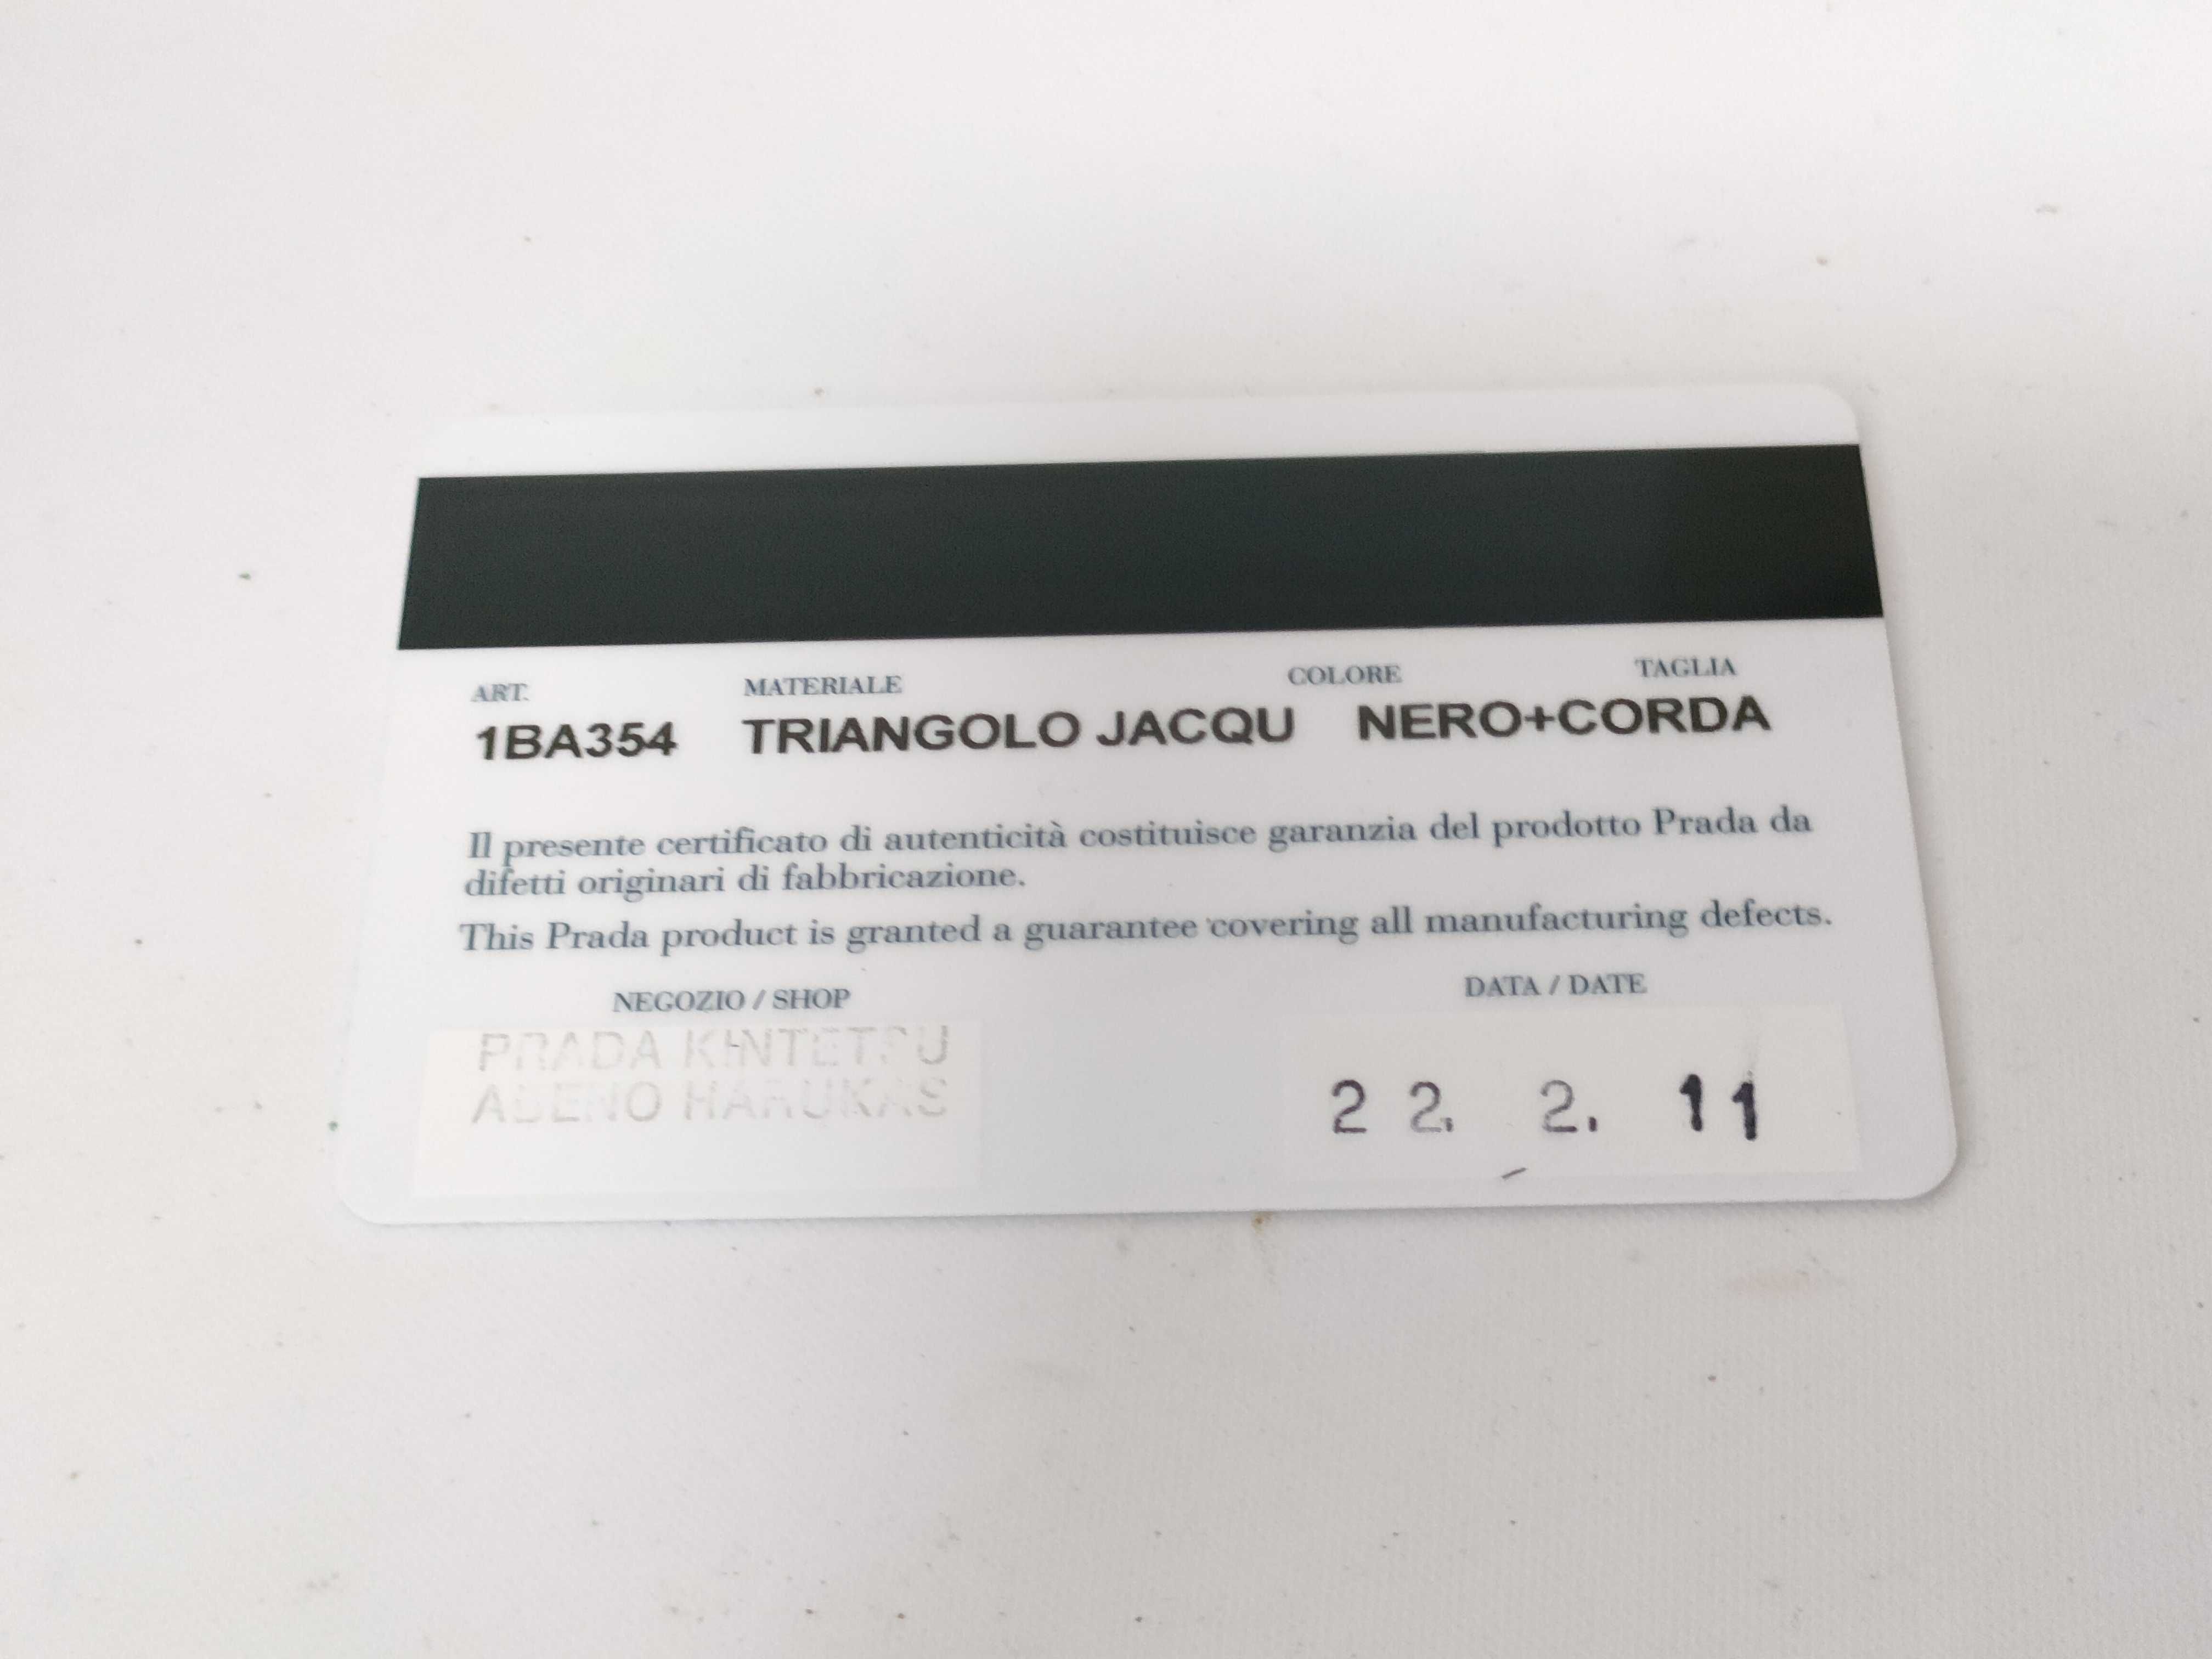 ART. MATERIALE COLORE TAGLIA
1BA354 TRIANGOLO JACQU NERO+CORDA
Il presente certificato di autenticità costituisce garanzia del prodotto Prada da
difetti originari di fabbricazione.
This Prada product is granted a guarantee covering all manufacturing defects.
NEGOZIO / SHOP DATA / DATE
PRADA KINTETSU
ABENO HARUKAS
22. 2. 11